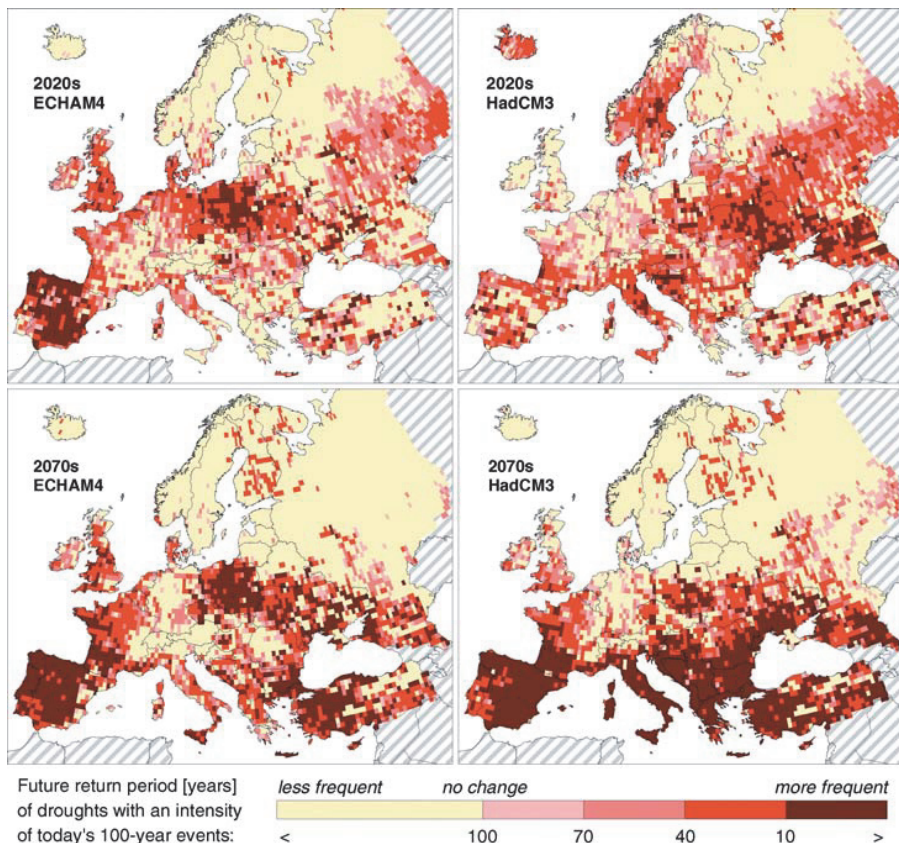 2020s
ECHAM4
2020s
HadCM3
2070s
ECHAM4
2070s
HadCM3
Future return period [years]
of droughts with an intensity
of today's 100-year events:
less frequent no change more frequent
< 100 70 40 10 >